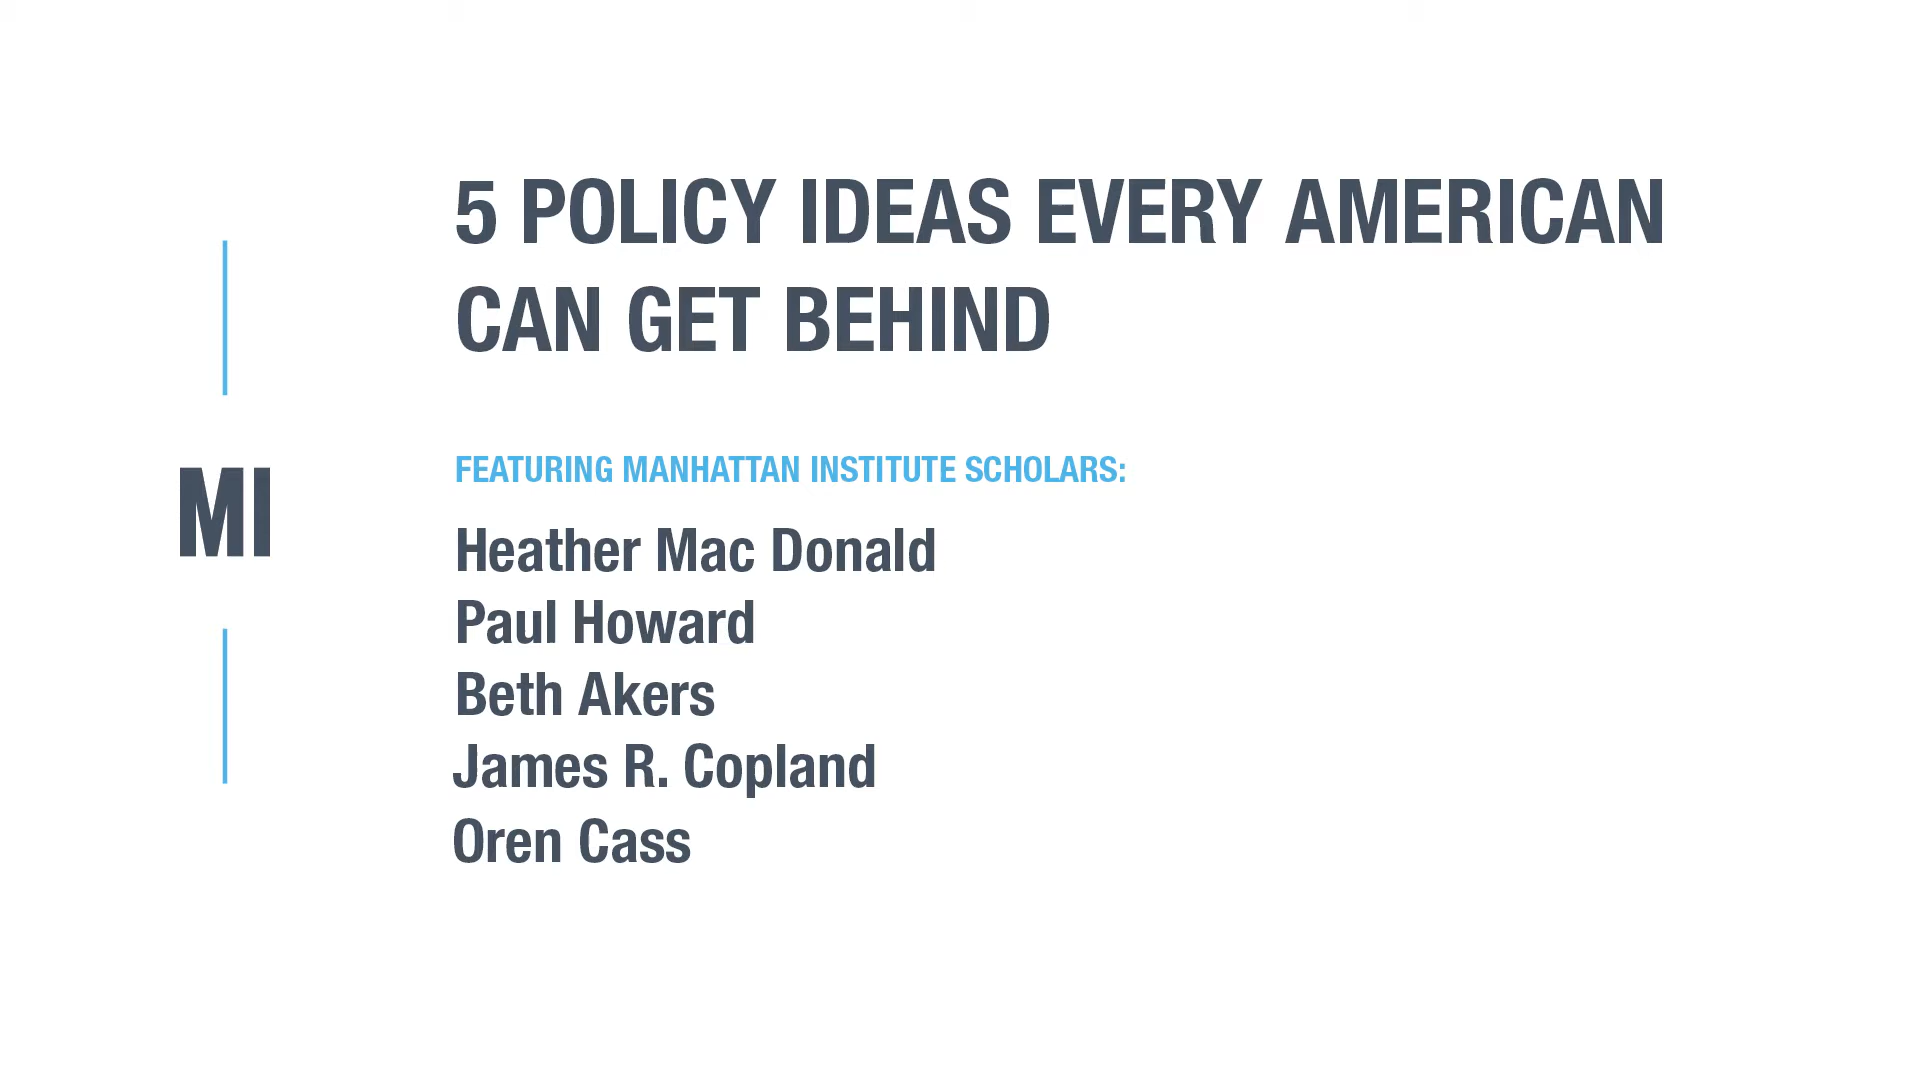 5 POLICY IDEAS EVERY AMERICAN
CAN GET BEHIND
MI
FEATURING MANHATTAN INSTITUTE SCHOLARS:
Heather Mac Donald
Paul Howard
Beth Akers
James R. Copland
Oren Cass